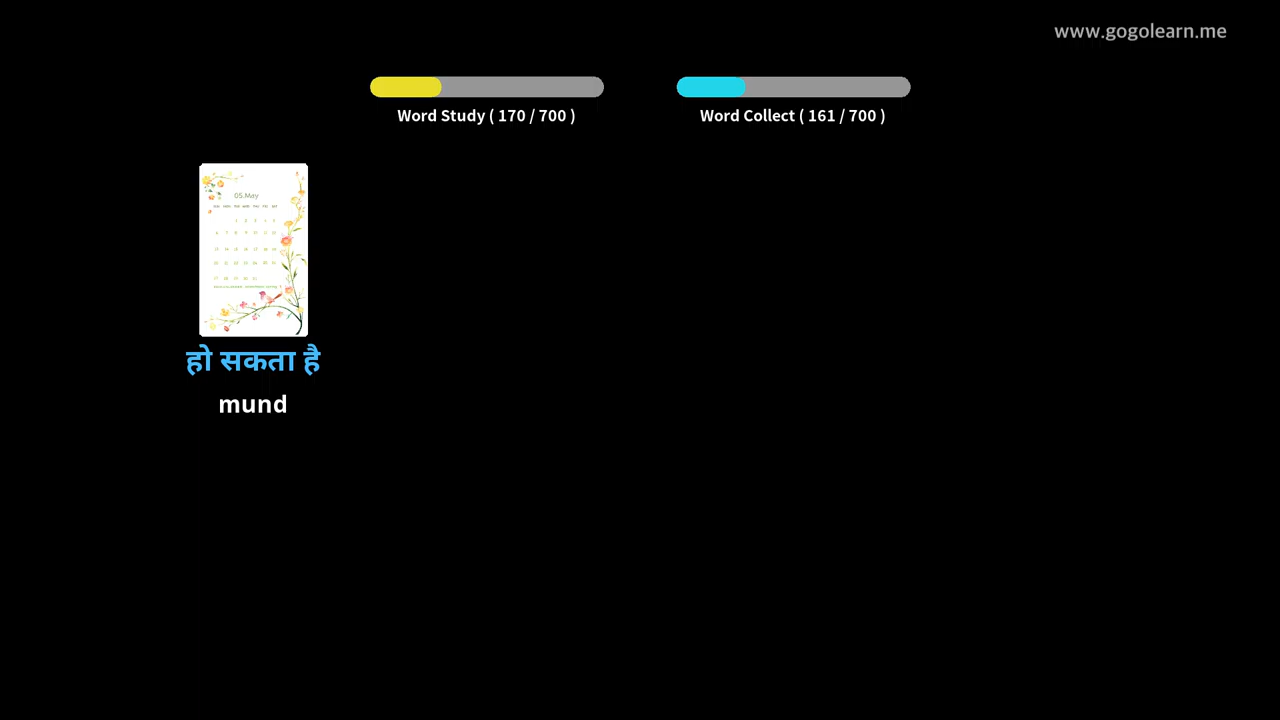 www.gogolearn.me
Word Study ( 170 / 700 )
Word Collect ( 161 / 700 )
05.May
हो सकता है
mund